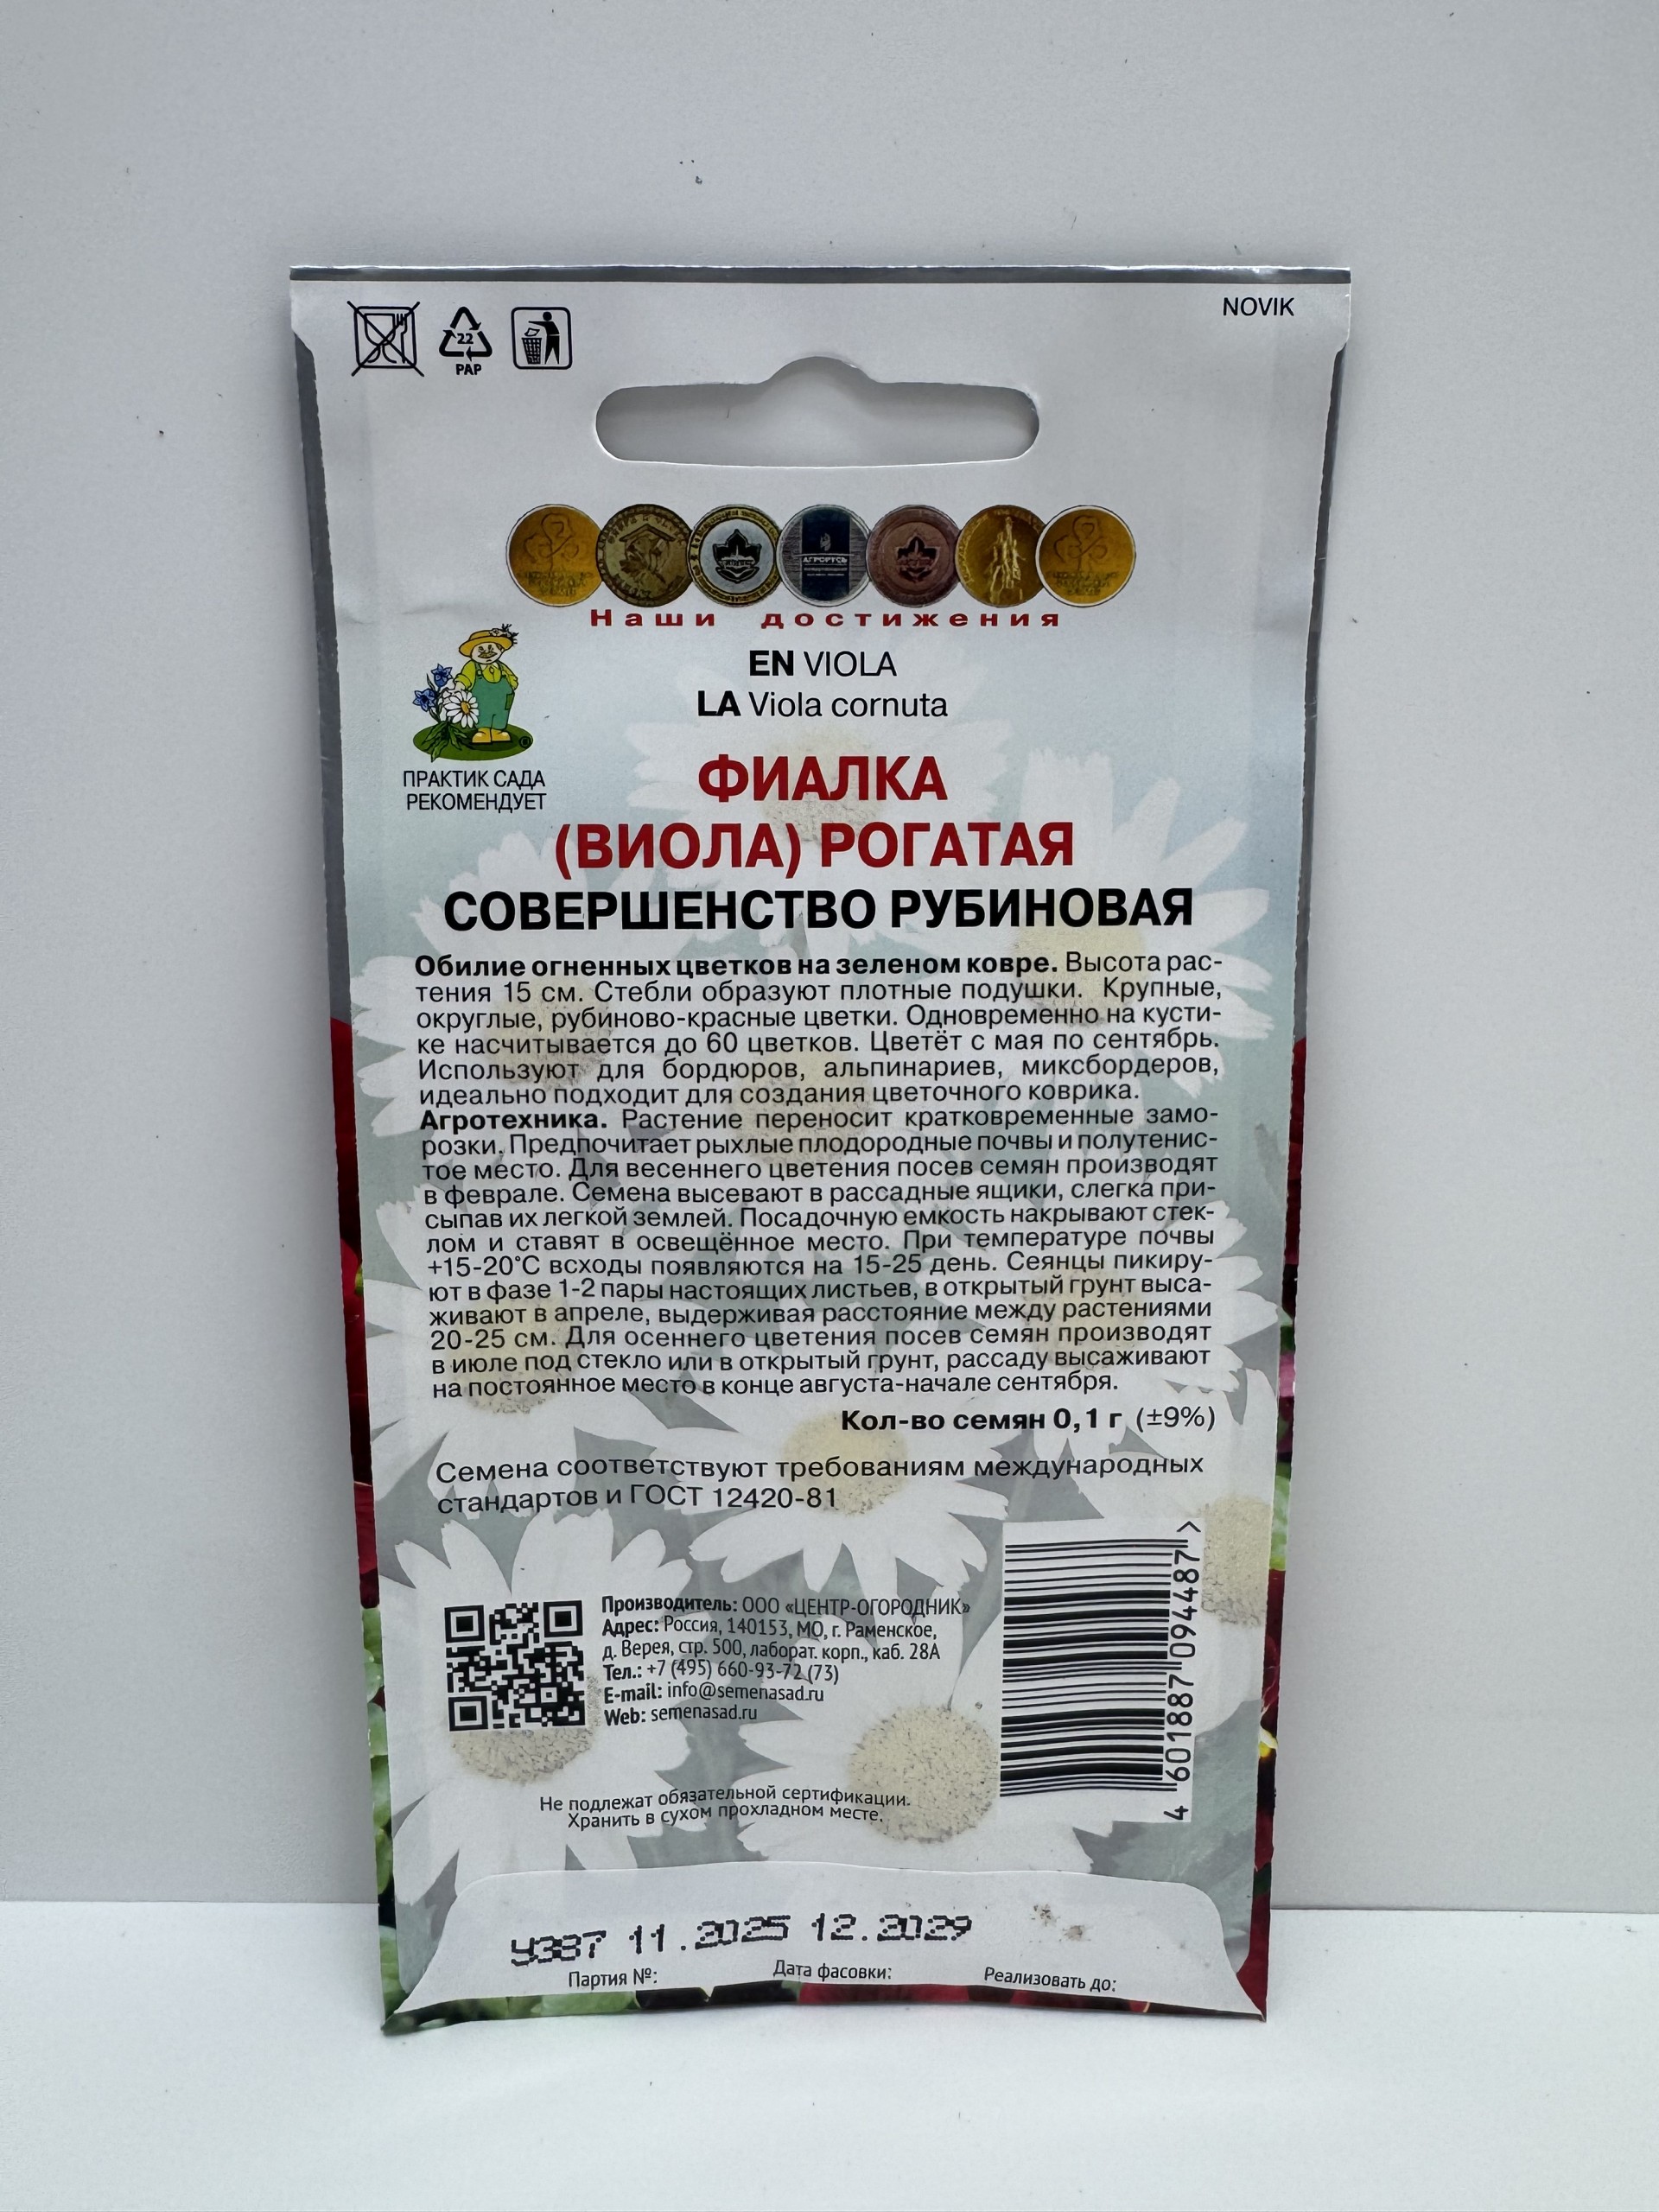 NOVIK
22
PAP
АГРОРУСЬ
Наши достижения
EN VIOLA
LA Viola cornuta
ПРАКТИК САДА
РЕКОМЕНДУЕТ
ФИАЛКА
(ВИОЛА) РОГАТАЯ
СОВЕРШЕНСТВО РУБИНОВАЯ
Обилие огненных цветков на зеленом ковре. Высота рас-
тения 15 см. Стебли образуют плотные подушки. Крупные,
округлые, рубиново-красные цветки. Одновременно на кусти-
ке насчитывается до 60 цветков. Цветёт с мая по сентябрь.
Используют для бордюров, альпинариев, миксбордеров,
идеально подходит для создания цветочного коврика.
Агротехника. Растение переносит кратковременные замо-
розки. Предпочитает рыхлые плодородные почвы и полутенис-
тое место. Для весеннего цветения посев семян производят
в феврале. Семена высевают в рассадные ящики, слегка при-
сыпав их легкой землей. Посадочную емкость накрывают стек-
лом и ставят в освещённое место. При температуре почвы
+15-20°С всходы появляются на 15-25 день. Сеянцы пикиру-
ют в фазе 1-2 пары настоящих листьев, в открытый грунт выса-
живают в апреле, выдерживая расстояние между растениями
20-25 см. Для осеннего цветения посев семян производят
в июле под стекло или в открытый грунт, рассаду высаживают
на постоянное место в конце августа-начале сентября.
Кол-во семян 0,1 г (±9%)
Семена соответствуют требованиям международных
стандартов и ГОСТ 12420-81
Производитель: ООО «ЦЕНТР-ОГОРОДНИК»
Адрес: Россия, 140153, МО, г. Раменское,
д. Верея, стр. 500, лаборат. корп., каб. 28А
Тел.: +7 (495) 660-93-72 (73)
E-mail: info@semenasad.ru
Web: semenasad.ru
4 601887 094487 >
Не подлежат обязательной сертификации.
Хранить в сухом прохладном месте.
У387 11.2025 12.2029
Партия №: Дата фасовки: Реализовать до: